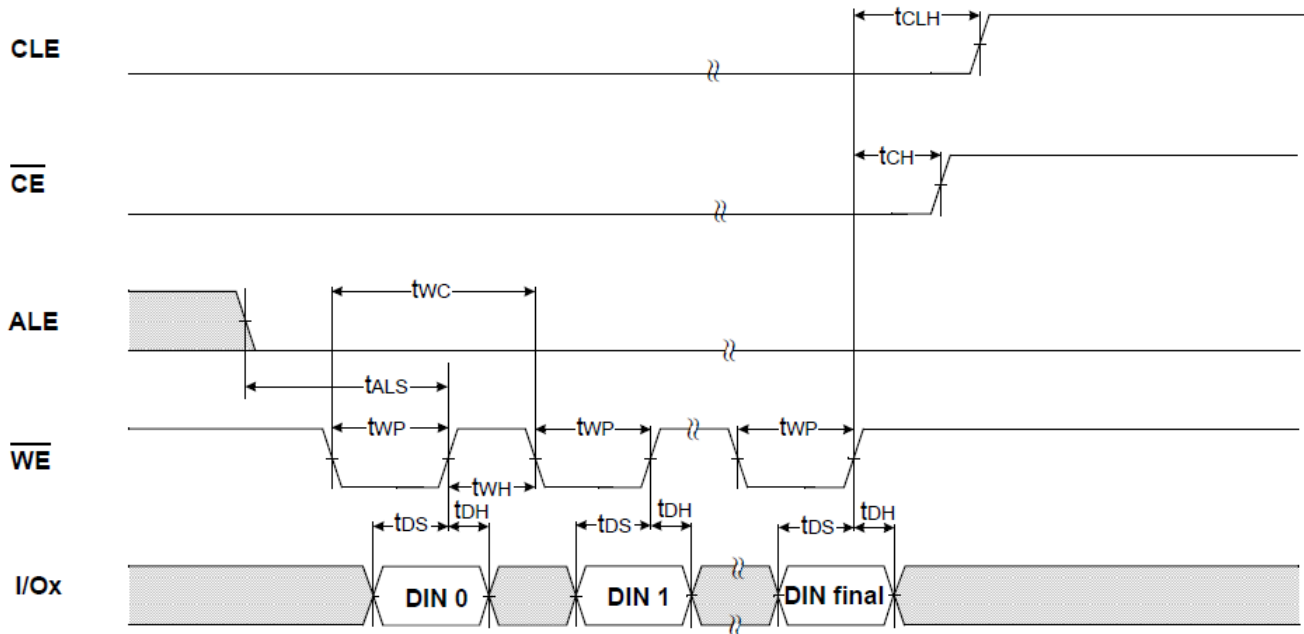 CLE
tCLH
CE
tCH
ALE
tWC
tALS
WE
tWP
tWP
tWP
tWH
tDS
tDH
tDS
tDH
tDS
tDH
I/Ox
DIN 0
DIN 1
DIN final